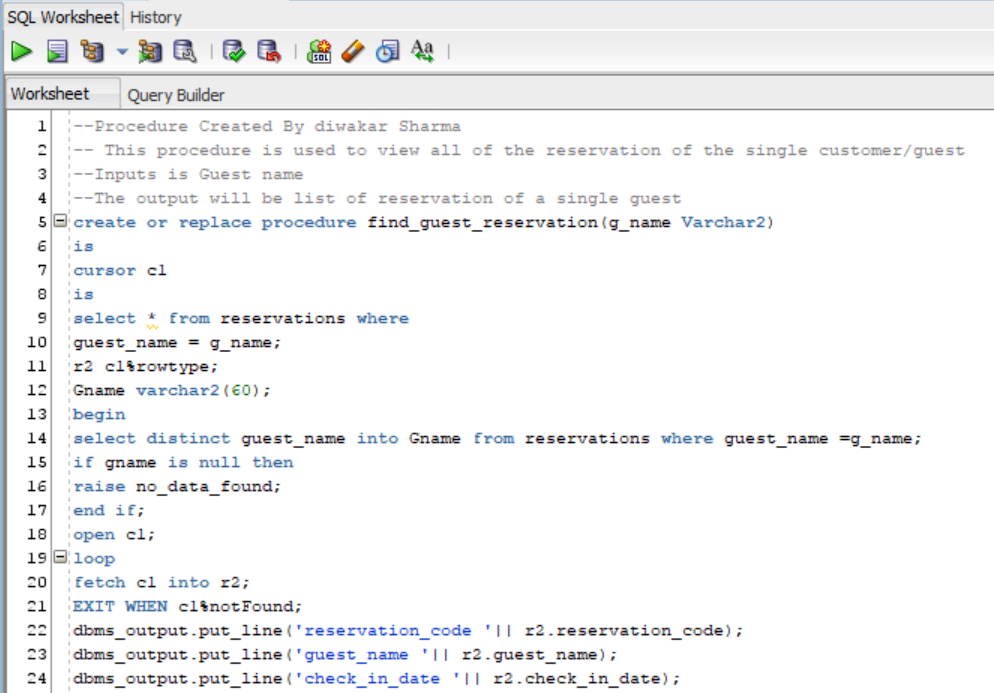 SQL Worksheet History
Worksheet Query Builder
1 --Procedure Created By diwakar Sharma
2 -- This procedure is used to view all of the reservation of the single customer/guest
3 --Inputs is Guest name
4 --The output will be list of reservation of a single guest
5 create or replace procedure find_guest_reservation(g_name Varchar2)
6 is
7 cursor c1
8 is
9 select * from reservations where
10 guest_name = g_name;
11 r2 c1%rowtype;
12 Gname varchar2(60);
13 begin
14 select distinct guest_name into Gname from reservations where guest_name =g_name;
15 if gname is null then
16 raise no_data_found;
17 end if;
18 open c1;
19 loop
20 fetch c1 into r2;
21 EXIT WHEN c1%notFound;
22 dbms_output.put_line('reservation_code '|| r2.reservation_code);
23 dbms_output.put_line('guest_name '|| r2.guest_name);
24 dbms_output.put_line('check_in_date '|| r2.check_in_date);